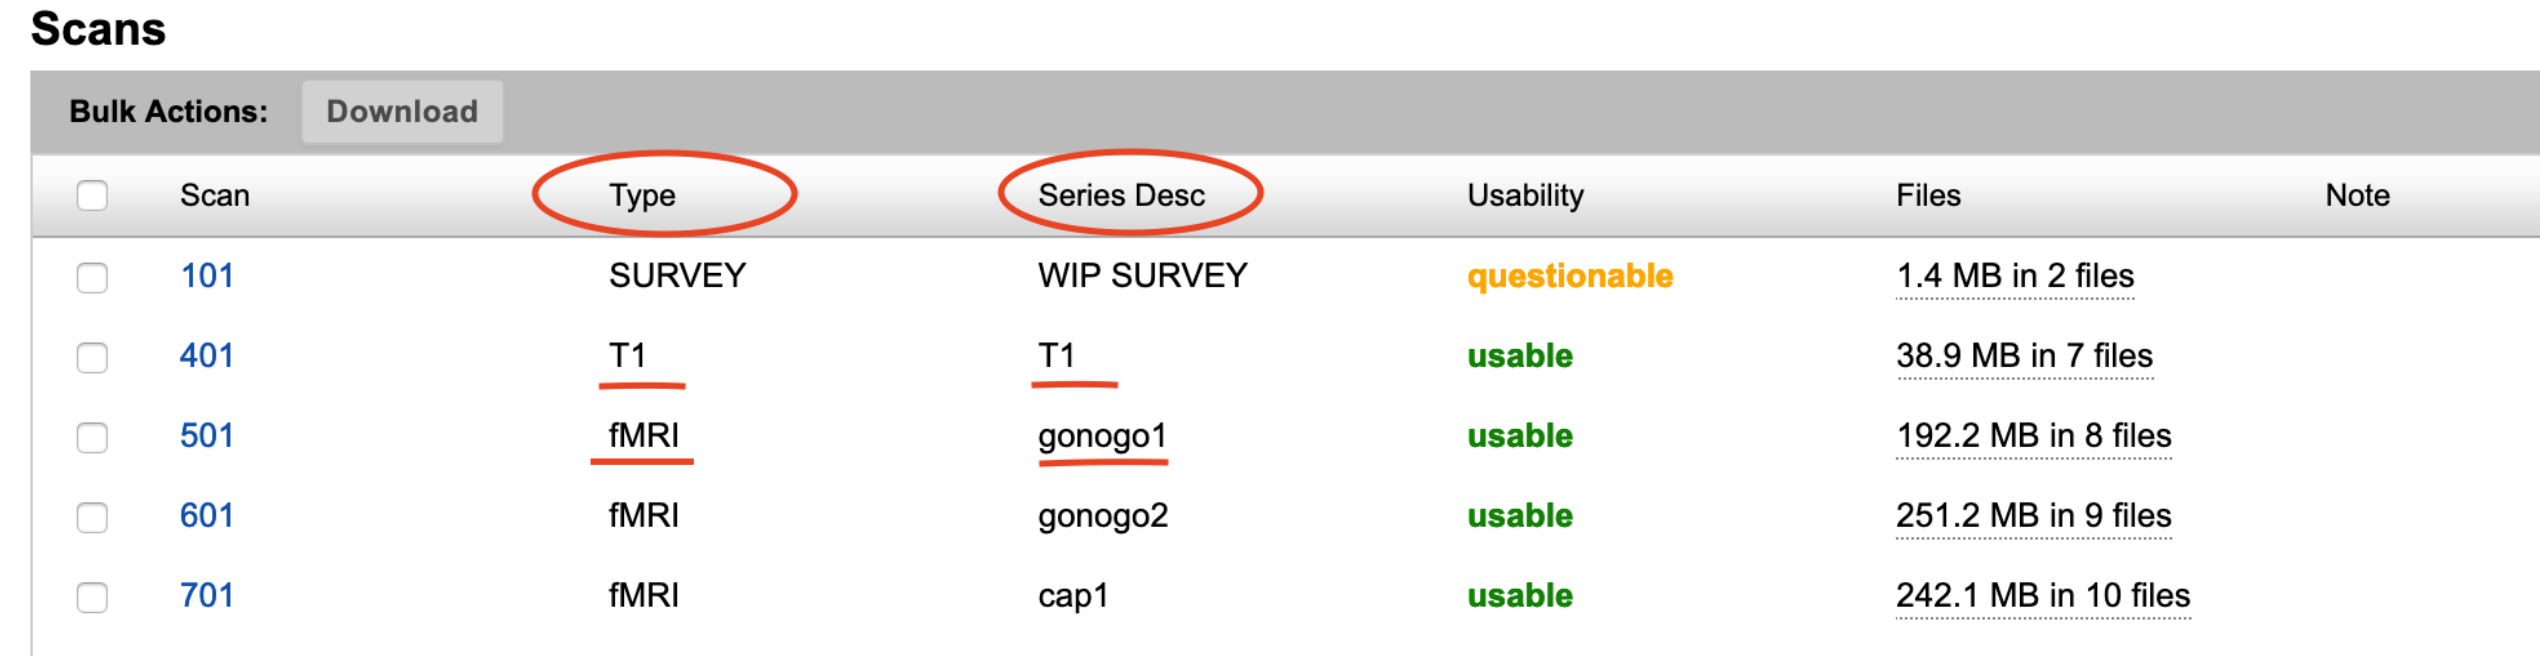 Scans
Bulk Actions: Download
Scan Type Series Desc Usability Files Note
101 SURVEY WIP SURVEY questionable 1.4 MB in 2 files
401 T1 T1 usable 38.9 MB in 7 files
501 fMRI gonogo1 usable 192.2 MB in 8 files
601 fMRI gonogo2 usable 251.2 MB in 9 files
701 fMRI cap1 usable 242.1 MB in 10 files